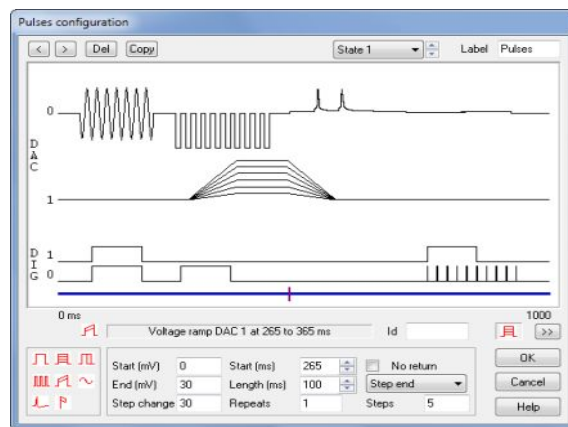 Pulses configuration
< > Del Copy State 1 Label Pulses
0
DAC
1
DIG 1
0
0 ms 1000
Voltage ramp DAC 1 at 265 to 365 ms Id >>
Start (mV) 0 Start (ms) 265 No return OK
End (mV) 30 Length (ms) 100 Step end Cancel
Step change 30 Repeats 1 Steps 5 Help